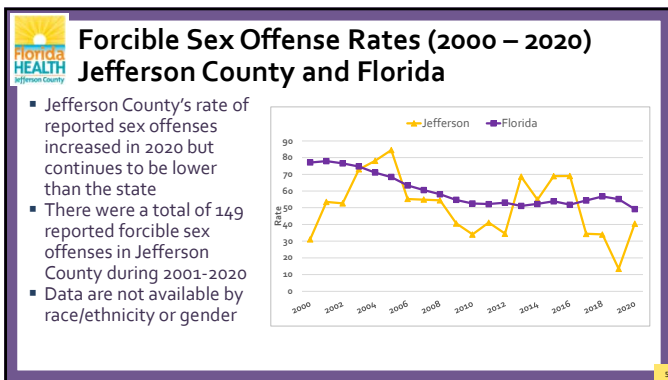 Florida
HEALTH
Jefferson County
Forcible Sex Offense Rates (2000 – 2020)
Jefferson County and Florida
▪ Jefferson County's rate of
reported sex offenses
increased in 2020 but
continues to be lower
than the state
▪ There were a total of 149
reported forcible sex
offenses in Jefferson
County during 2001-2020
▪ Data are not available by
race/ethnicity or gender
Jefferson Florida
Rate
90
80
70
60
50
40
30
20
10
0
2000 2002 2004 2006 2008 2010 2012 2014 2016 2018 2020